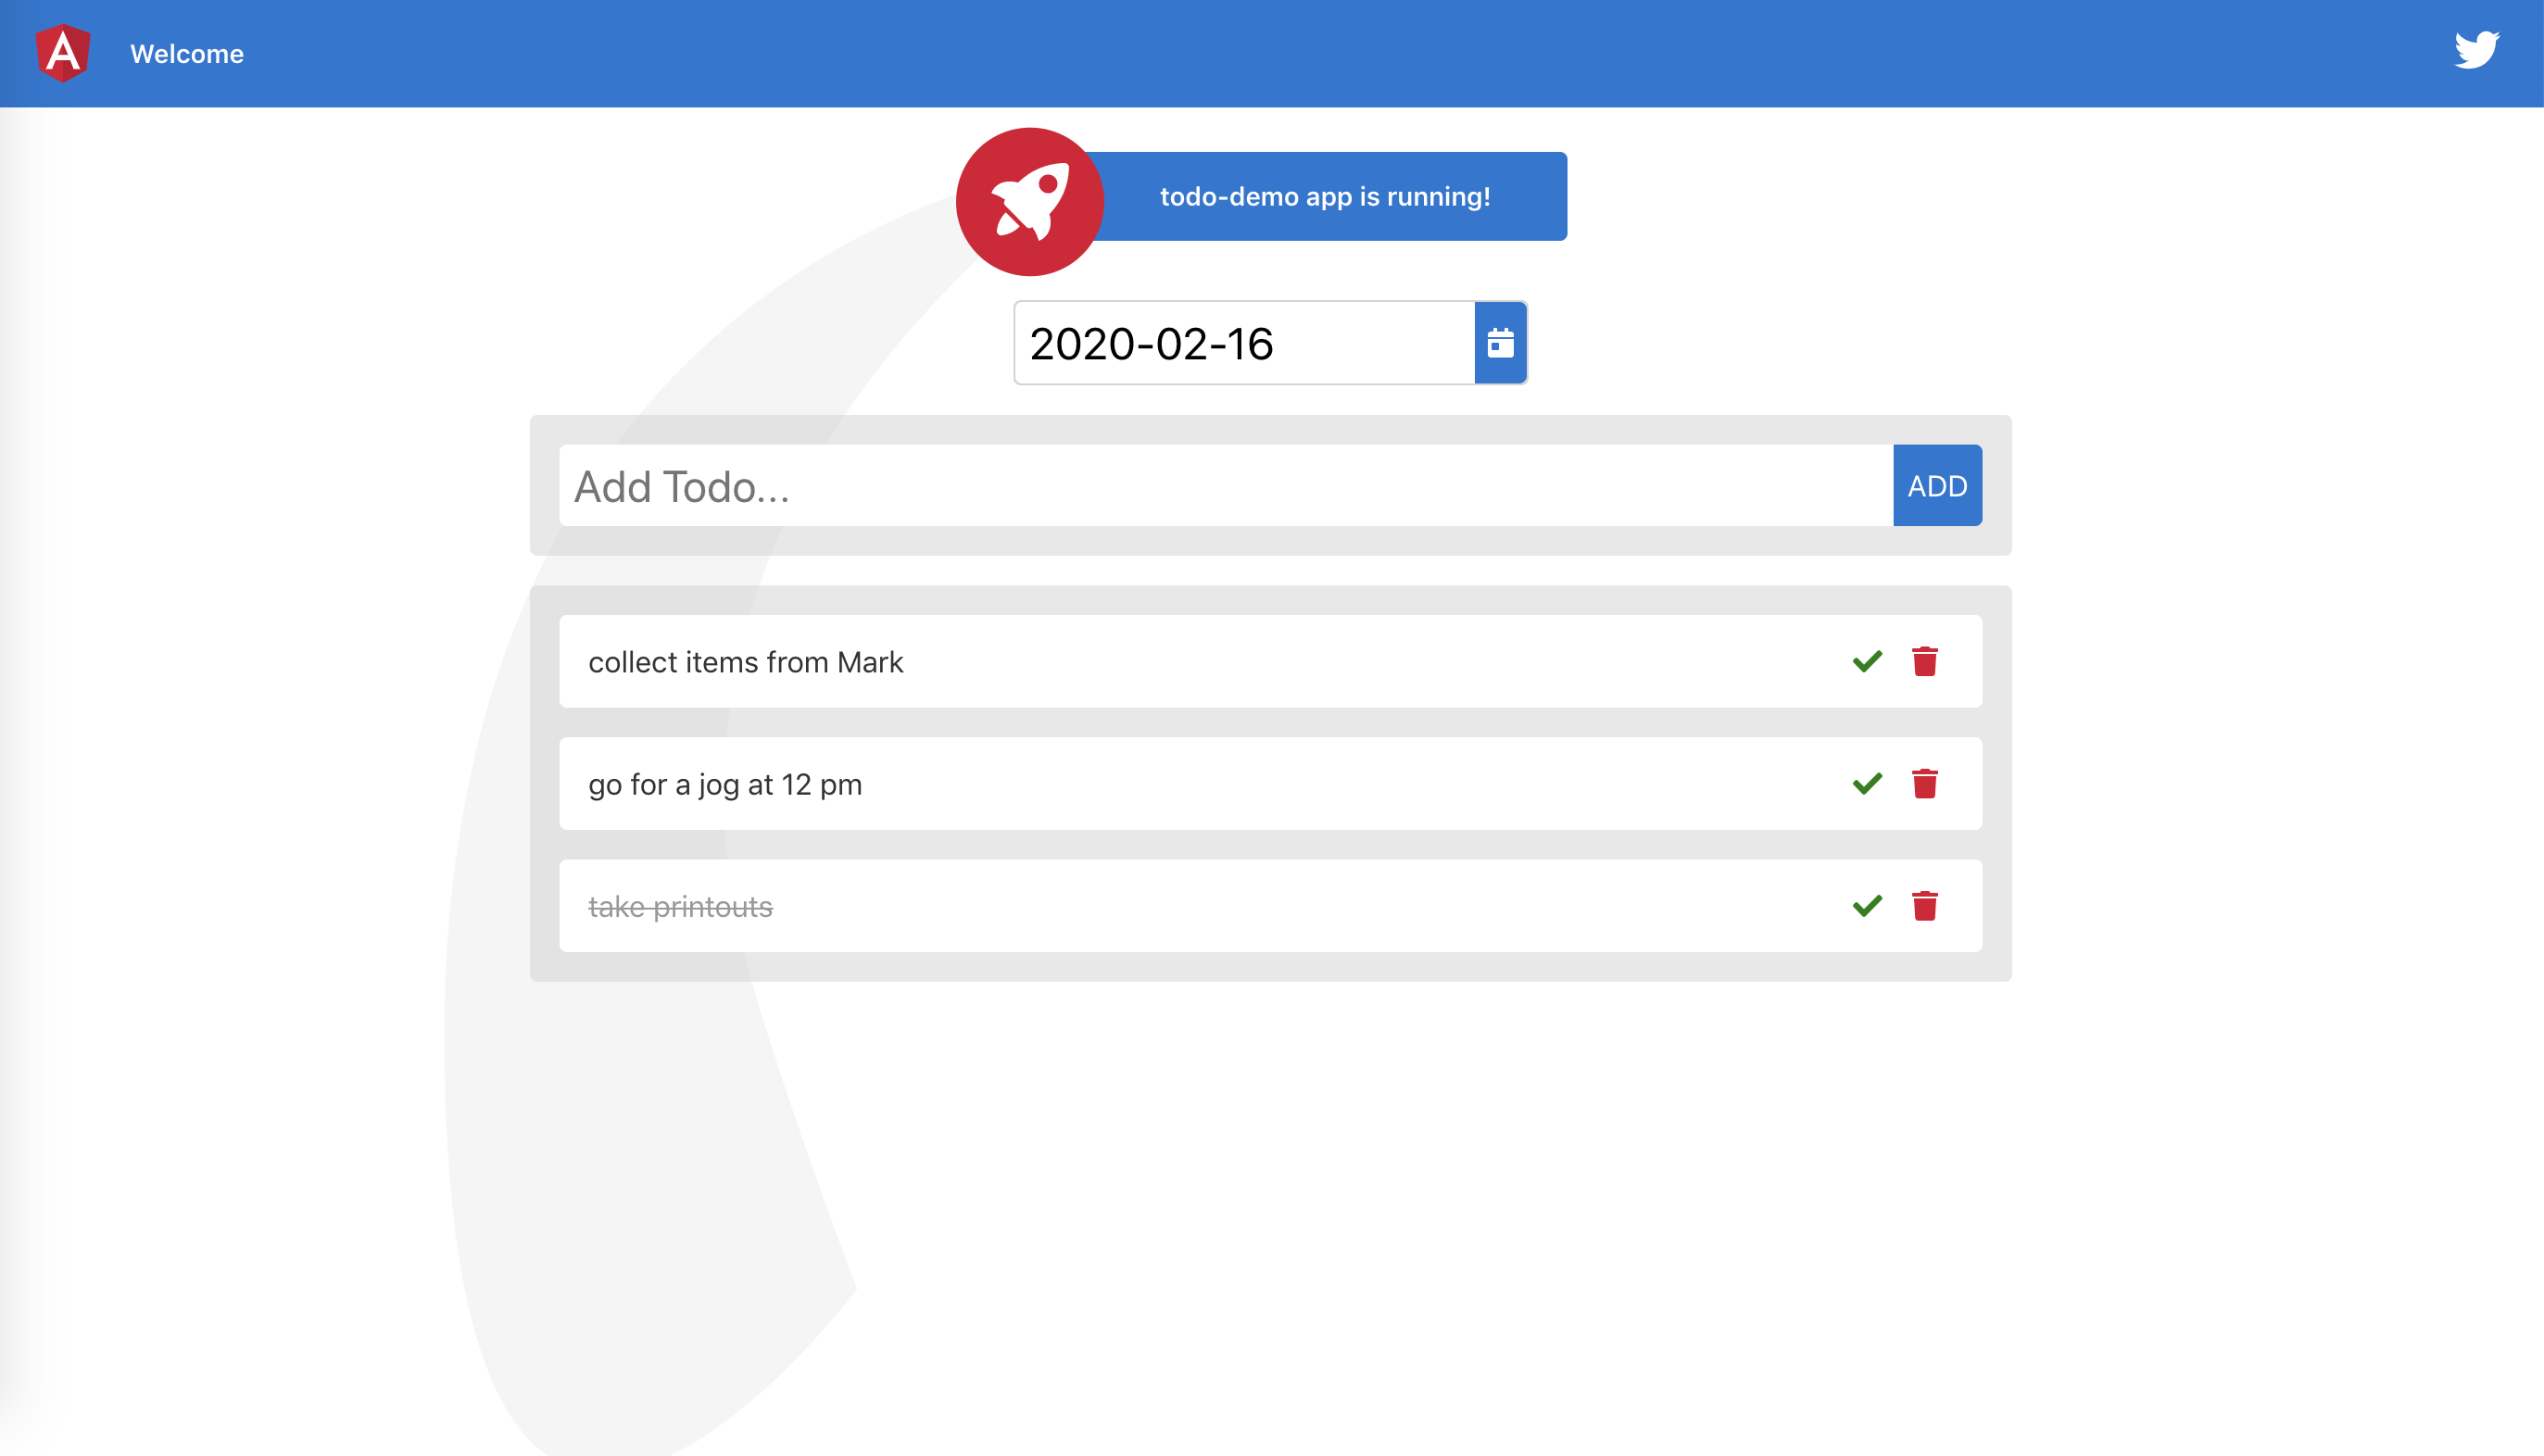 Welcome
todo-demo app is running!
2020-02-16
Add Todo...
ADD
collect items from Mark
go for a jog at 12 pm
take printouts